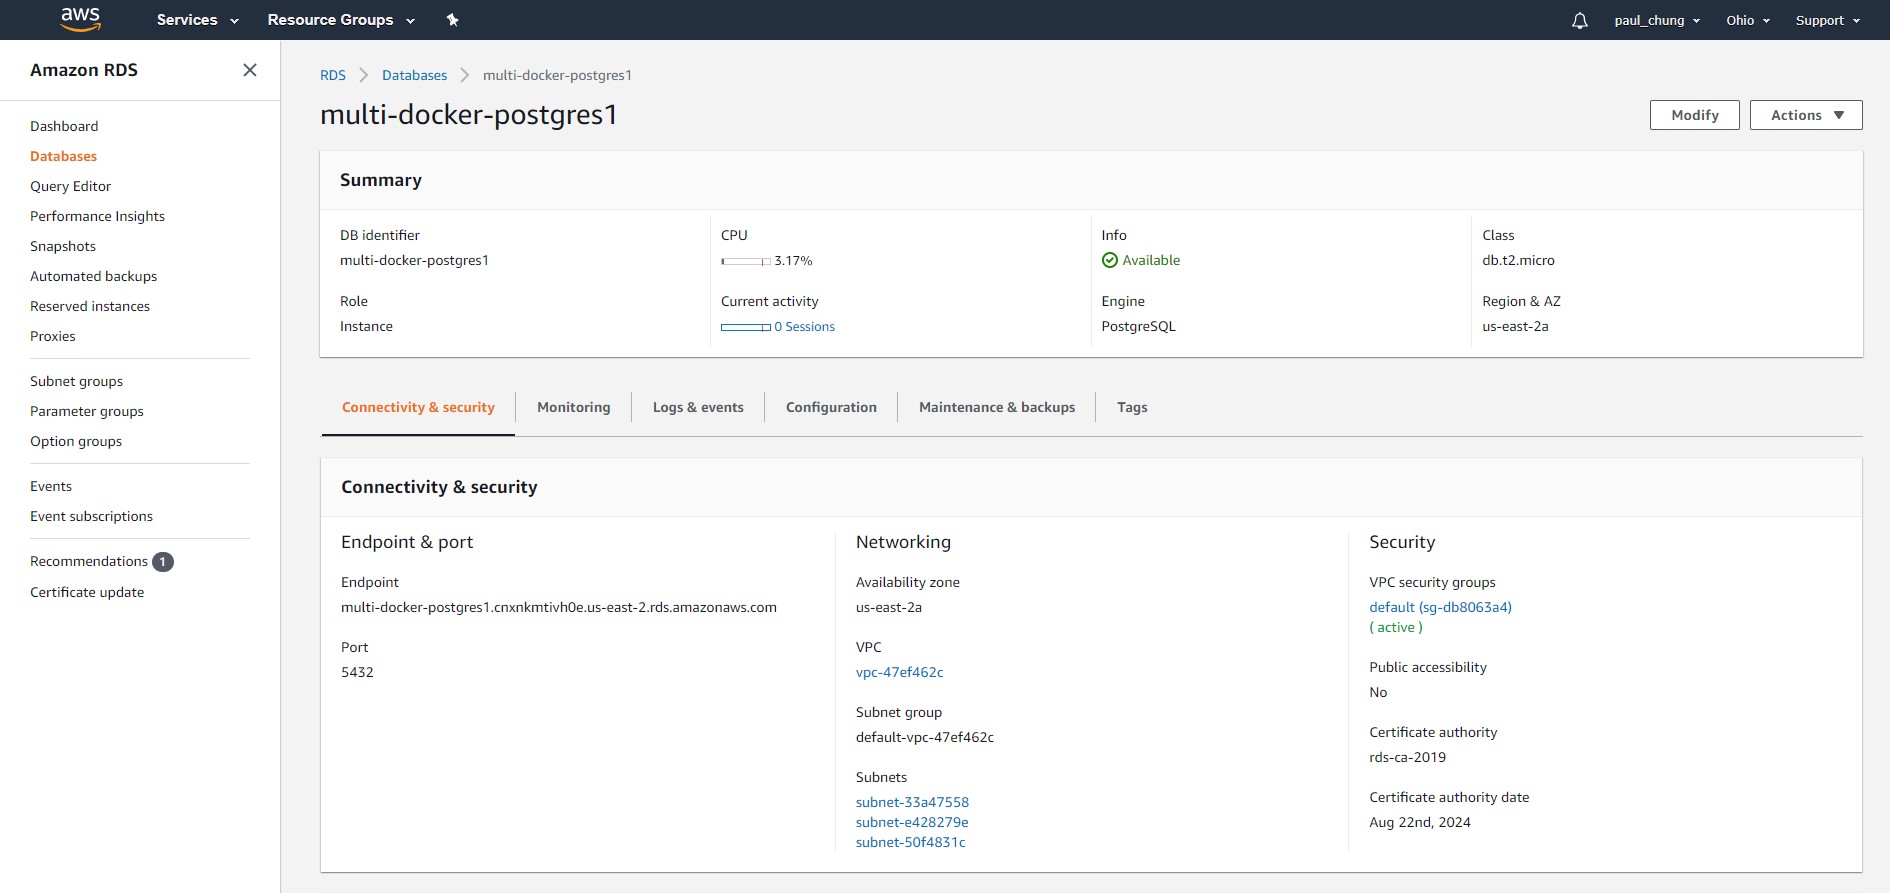 aws
Services
Resource Groups
paul_chung
Ohio
Support
Amazon RDS
Dashboard
Databases
Query Editor
Performance Insights
Snapshots
Automated backups
Reserved instances
Proxies
Subnet groups
Parameter groups
Option groups
Events
Event subscriptions
Recommendations 1
Certificate update
RDS
Databases
multi-docker-postgres1
multi-docker-postgres1
Modify
Actions
Summary
DB identifier
multi-docker-postgres1
Role
Instance
CPU
3.17%
Current activity
0 Sessions
Info
Available
Engine
PostgreSQL
Class
db.t2.micro
Region & AZ
us-east-2a
Connectivity & security
Monitoring
Logs & events
Configuration
Maintenance & backups
Tags
Connectivity & security
Endpoint & port
Endpoint
multi-docker-postgres1.cnxnkmtivh0e.us-east-2.rds.amazonaws.com
Port
5432
Networking
Availability zone
us-east-2a
VPC
vpc-47ef462c
Subnet group
default-vpc-47ef462c
Subnets
subnet-33a47558
subnet-e428279e
subnet-50f4831c
Security
VPC security groups
default (sg-db8063a4)
( active )
Public accessibility
No
Certificate authority
rds-ca-2019
Certificate authority date
Aug 22nd, 2024